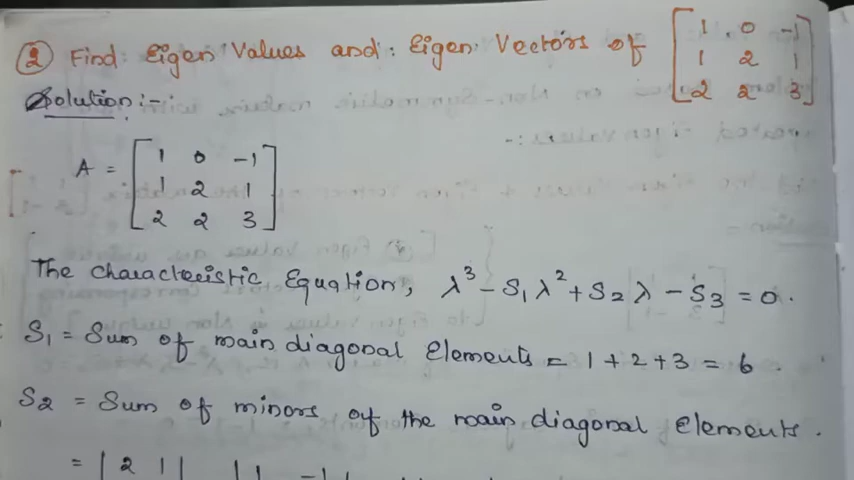 ② Find Eigen Values and Eigen Vectors of [1 0 -1
1 2 1
2 2 3]
Solution:-
A = [1 0 -1
1 2 1
2 2 3]
The characteristic Equation, λ³ - S₁λ² + S₂λ - S₃ = 0.
S₁ = Sum of main diagonal elements = 1 + 2 + 3 = 6.
S₂ = Sum of minors of the main diagonal elements.
= | 2 1 |